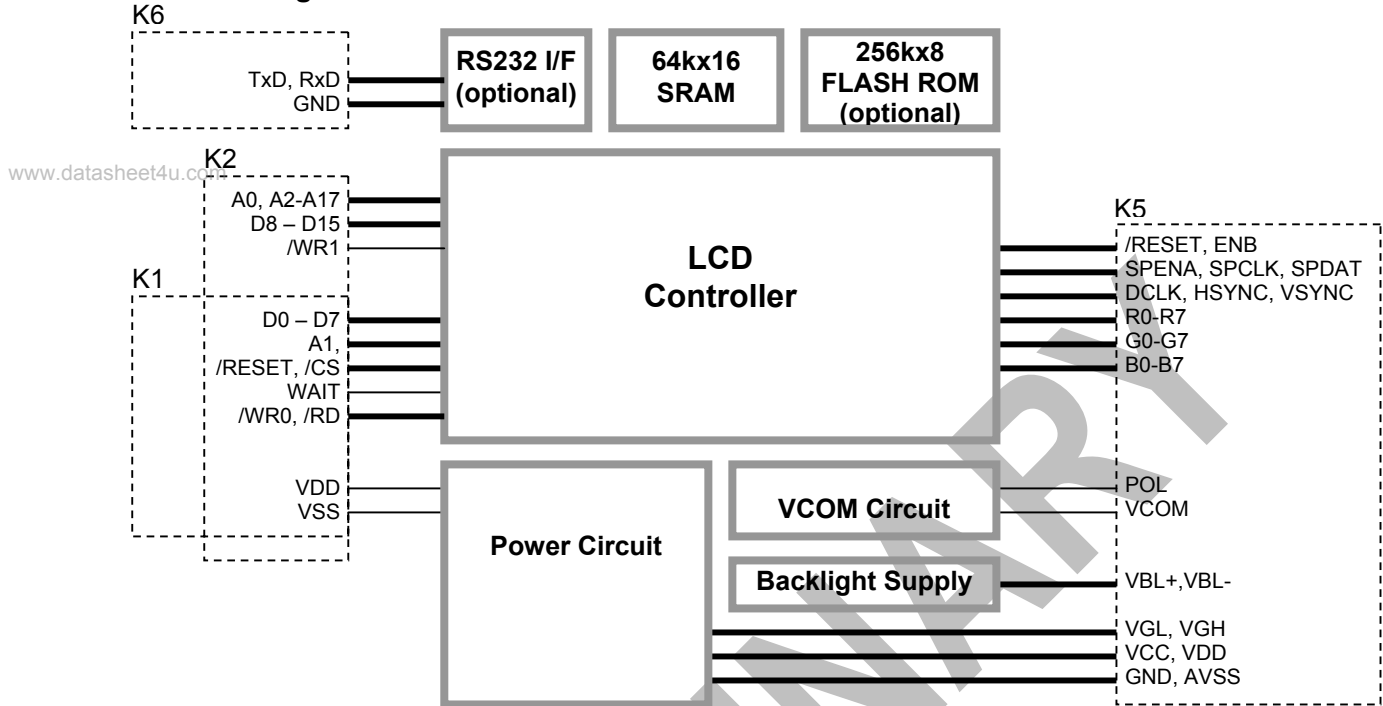 K6
TxD, RxD
GND
RS232 I/F
(optional)
64kx16
SRAM
256kx8
FLASH ROM
(optional)
www.datasheet4u.com
K2
A0, A2-A17
D8 – D15
/WR1
K1
D0 – D7
A1,
/RESET, /CS
WAIT
/WR0, /RD
VDD
VSS
LCD
Controller
Power Circuit
VCOM Circuit
Backlight Supply
K5
/RESET, ENB
SPENA, SPCLK, SPDAT
DCLK, HSYNC, VSYNC
R0-R7
G0-G7
B0-B7
POL
VCOM
VBL+,VBL-
VGL, VGH
VCC, VDD
GND, AVSS